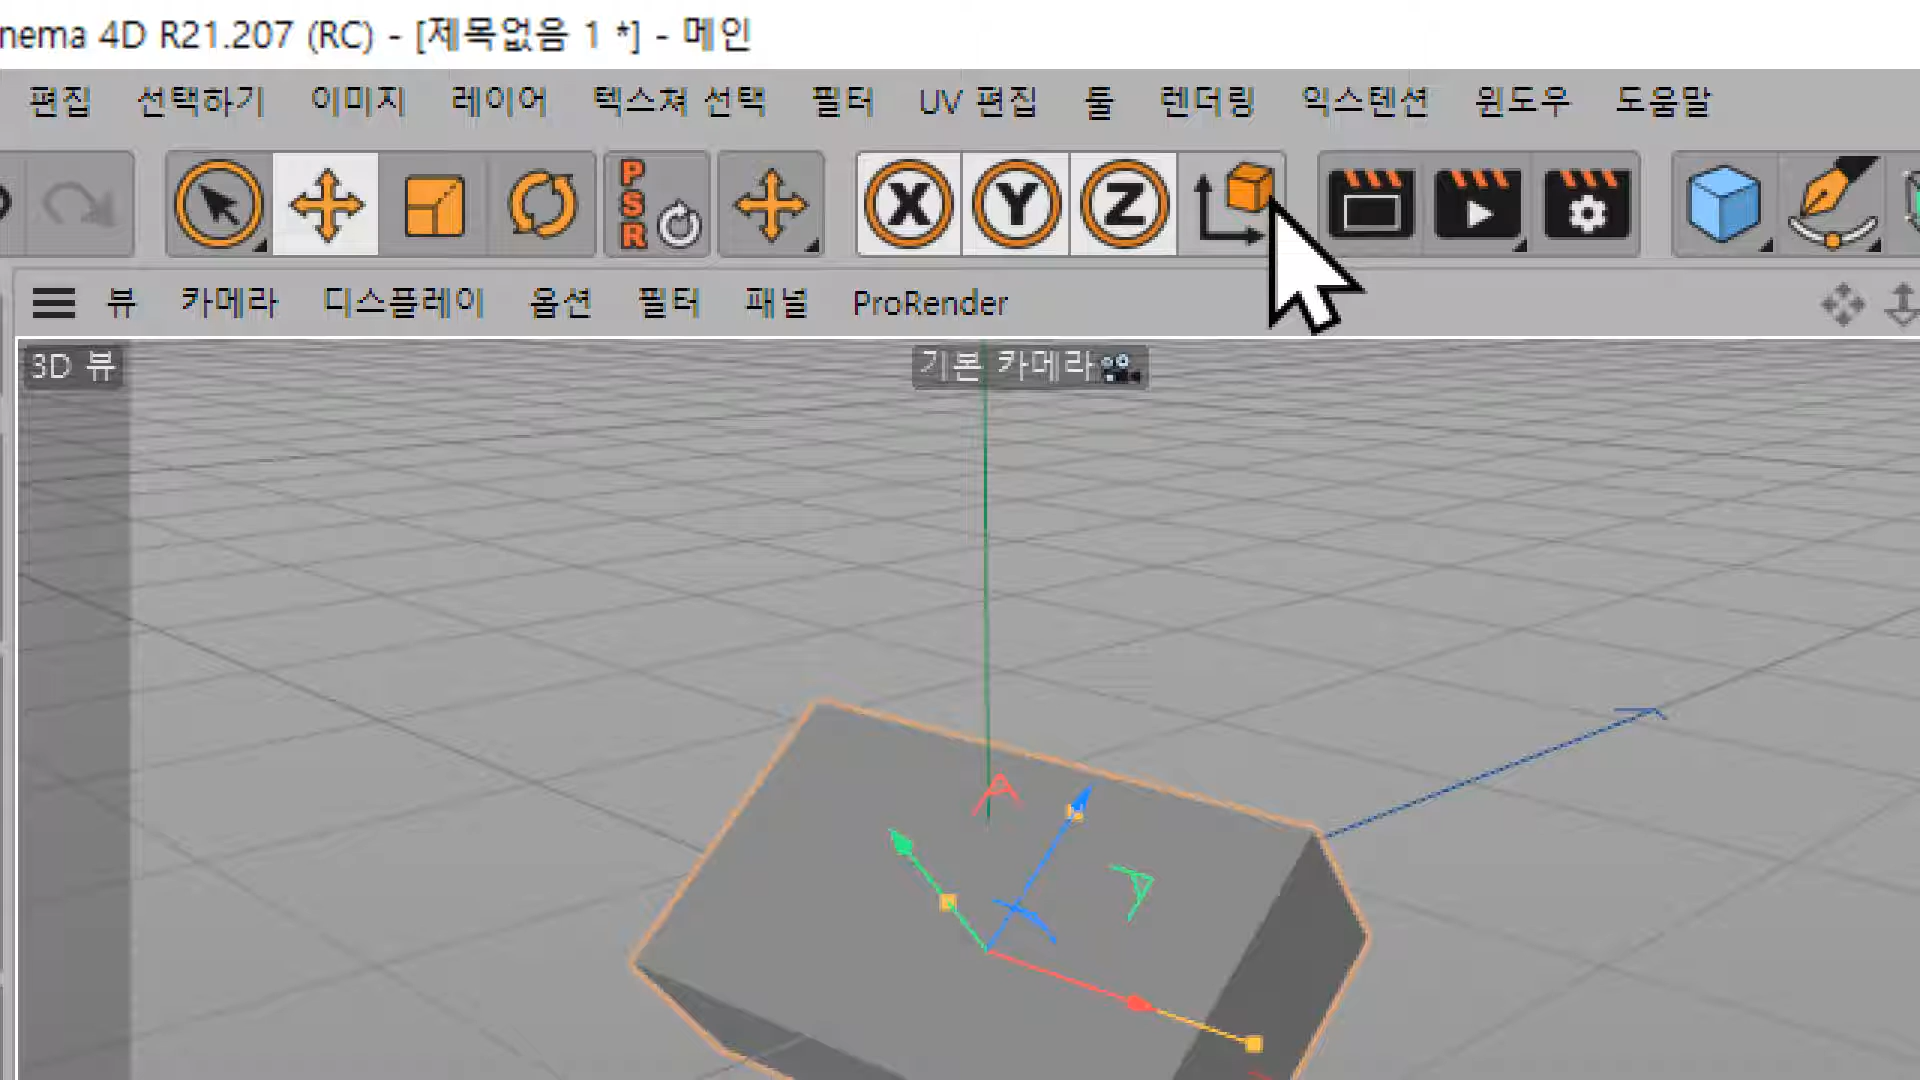 nema 4D R21.207 (RC) - [제목없음 1 *] - 메인
편집 선택하기 이미지 레이어 텍스쳐 선택 필터 UV 편집 툴 렌더링 익스텐션 윈도우 도움말
P
S
R
X Y Z
뷰 카메라 디스플레이 옵션 필터 패널 ProRender
3D 뷰
기본 카메라